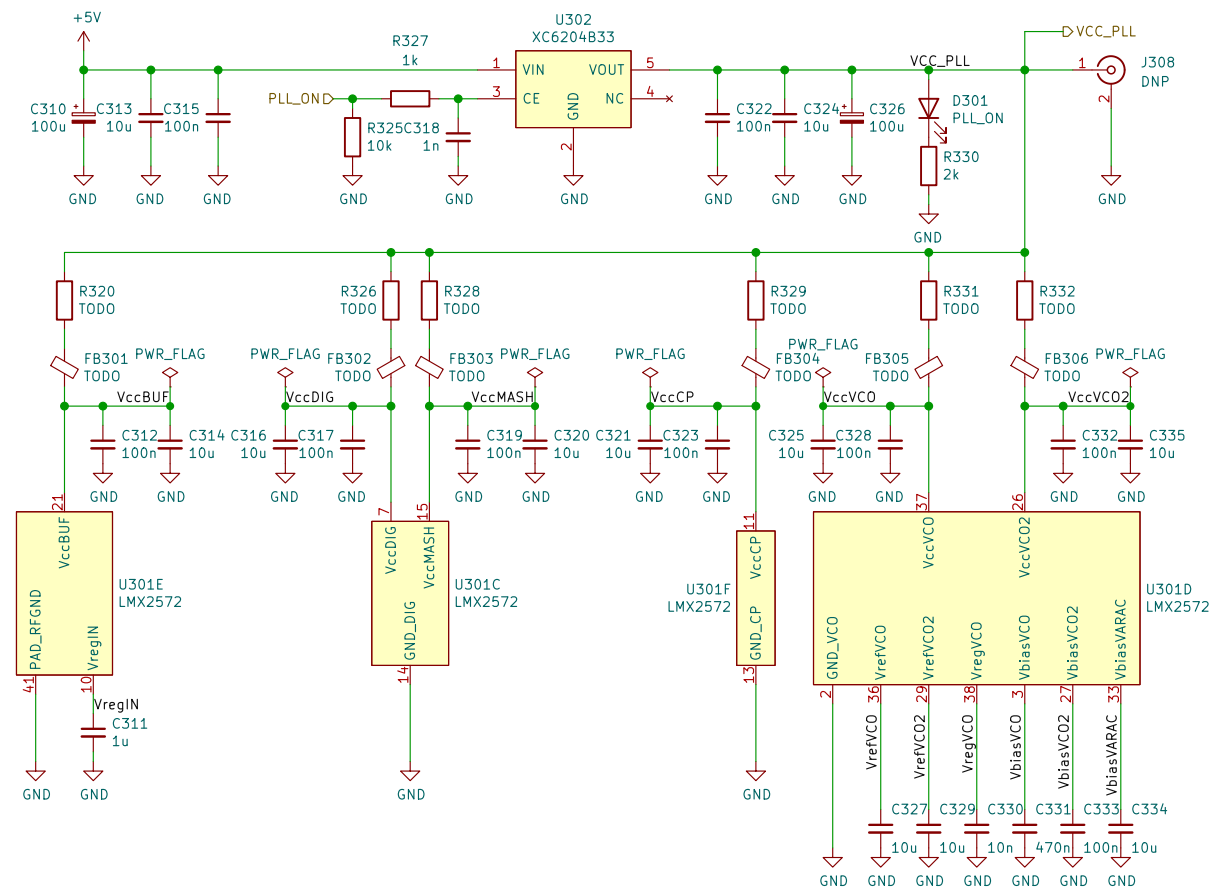 +5V
U302
XC6204B33
R327
1k
VCC_PLL
VCC_PLL
J308
DNP
1
2
1
VIN
VOUT
5
3
CE
NC
4
GND
2
PLL_ON
C310
100u
C313
10u
C315
100n
R325
10k
C318
1n
C322
100n
C324
10u
C326
100u
D301
PLL_ON
R330
2k
GND
GND
GND
GND
GND
GND
GND
GND
GND
GND
GND
R320
TODO
R326
TODO
R328
TODO
R329
TODO
R331
TODO
R332
TODO
FB301
TODO
PWR_FLAG
PWR_FLAG
FB302
TODO
FB303
TODO
PWR_FLAG
PWR_FLAG
FB304
TODO
PWR_FLAG
FB305
TODO
FB306
TODO
PWR_FLAG
VccBUF
VccDIG
VccMASH
VccCP
VccVCO
VccVCO2
C312
100n
C314
10u
C316
10u
C317
100n
C319
100n
C320
10u
C321
10u
C323
100n
C325
10u
C328
100n
C332
100n
C335
10u
GND
GND
GND
GND
GND
GND
GND
GND
GND
GND
GND
GND
21
VccBUF
PAD_RFGND
VregIN
41
10
U301E
LMX2572
VregIN
C311
1u
GND
GND
7
15
VccDIG
VccMASH
GND_DIG
14
U301C
LMX2572
GND
11
VccCP
GND_CP
13
U301F
LMX2572
GND
37
26
VccVCO
VccVCO2
GND_VCO
VrefVCO
VrefVCO2
VregVCO
VbiasVCO
VbiasVCO2
VbiasVARAC
U301D
LMX2572
2
36
29
38
3
27
33
VrefVCO
VrefVCO2
VregVCO
VbiasVCO
VbiasVCO2
VbiasVARAC
C327
10u
C329
10u
C330
10n
C331
470n
C333
100n
C334
10u
GND
GND
GND
GND
GND
GND
GND